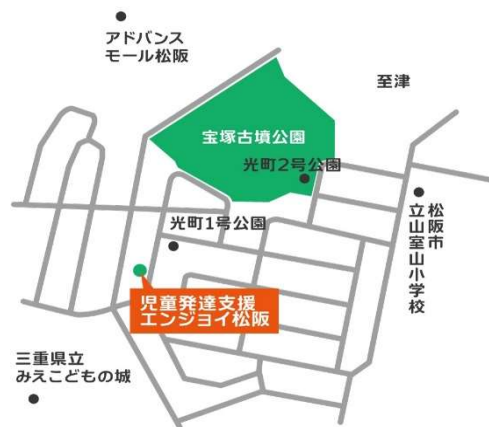 アドバンス
モール松阪
至津
宝塚古墳公園
光町2号公園
光町1号公園
松阪市
立山室山小学校
児童発達支援
エンジョイ松阪
三重県立
みえこどもの城